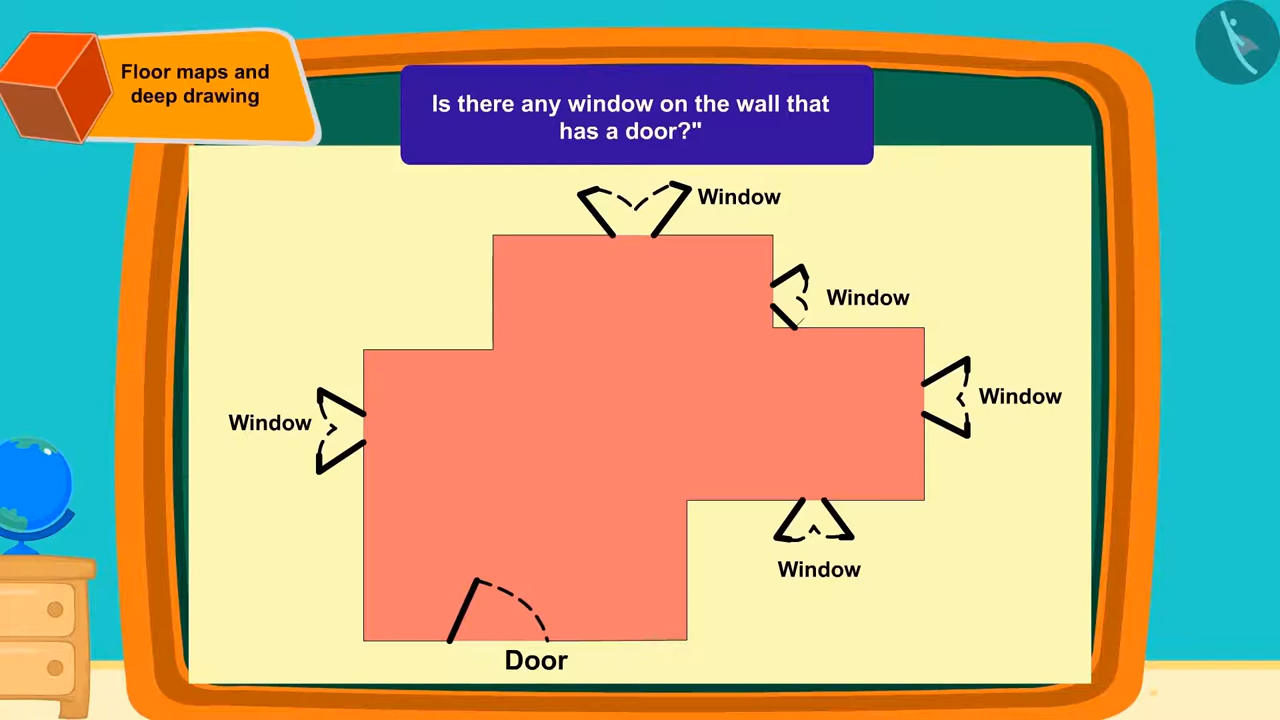 Floor maps and
deep drawing
Is there any window on the wall that
has a door?"
Window
Window
Window
Window
Window
Door